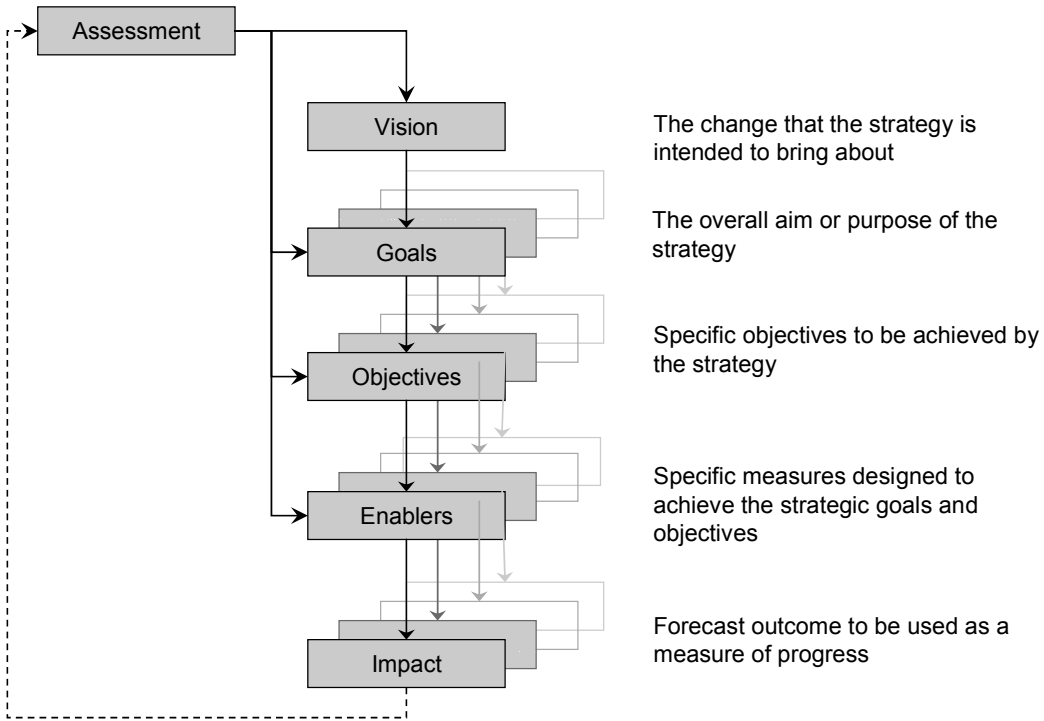 Assessment
Vision
The change that the strategy is
intended to bring about
Goals
The overall aim or purpose of the
strategy
Objectives
Specific objectives to be achieved by
the strategy
Enablers
Specific measures designed to
achieve the strategic goals and
objectives
Impact
Forecast outcome to be used as a
measure of progress